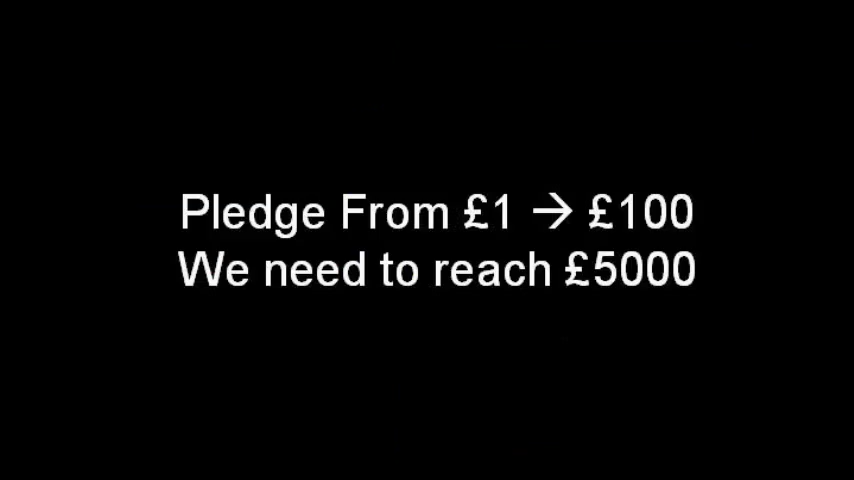 Pledge From £1 → £100
We need to reach £5000